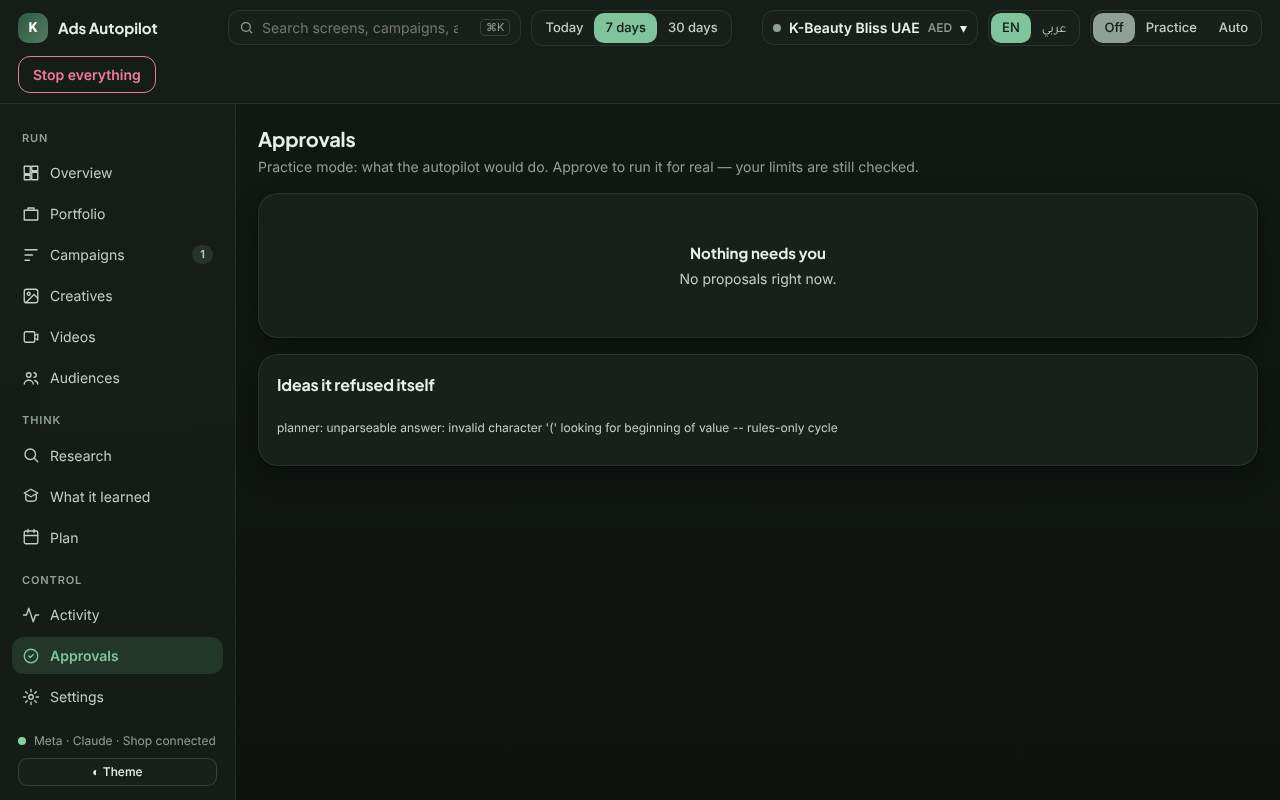 K
Ads Autopilot
Search screens, campaigns, a
⌘K
Today 7 days 30 days
K-Beauty Bliss UAE AED ▾
EN عربي
Off Practice Auto
Stop everything
RUN
Overview
Portfolio
Campaigns 1
Creatives
Videos
Audiences
THINK
Research
What it learned
Plan
CONTROL
Activity
Approvals
Settings
Meta · Claude · Shop connected
Theme
Approvals
Practice mode: what the autopilot would do. Approve to run it for real — your limits are still checked.
Nothing needs you
No proposals right now.
Ideas it refused itself
planner: unparseable answer: invalid character '(' looking for beginning of value -- rules-only cycle